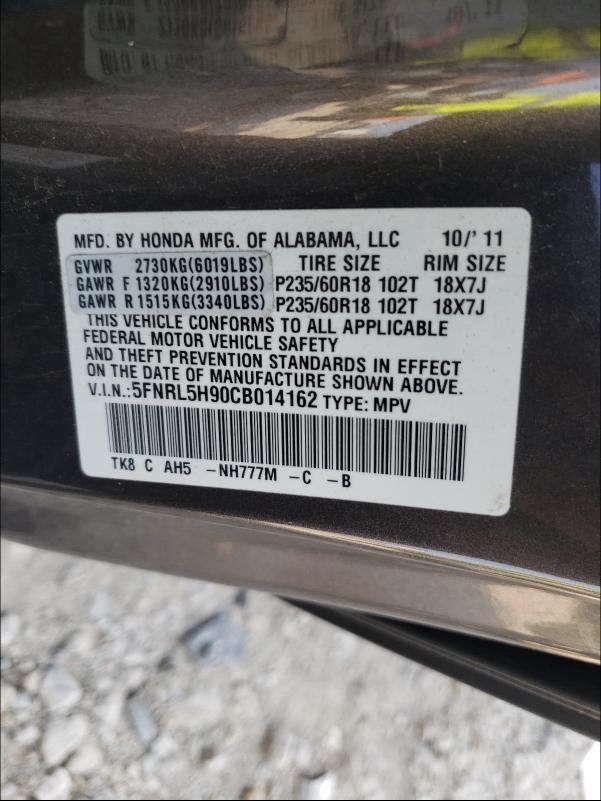 MFD. BY HONDA MFG. OF ALABAMA, LLC 10/' 11
GVWR 2730KG(6019LBS) TIRE SIZE RIM SIZE
GAWR F 1320KG(2910LBS) P235/60R18 102T 18X7J
GAWR R 1515KG(3340LBS) P235/60R18 102T 18X7J
THIS VEHICLE CONFORMS TO ALL APPLICABLE
FEDERAL MOTOR VEHICLE SAFETY
AND THEFT PREVENTION STANDARDS IN EFFECT
ON THE DATE OF MANUFACTURE SHOWN ABOVE.
V.I.N.:5FNRL5H90CB014162 TYPE: MPV
TK8 C AH5 -NH777M -C -B